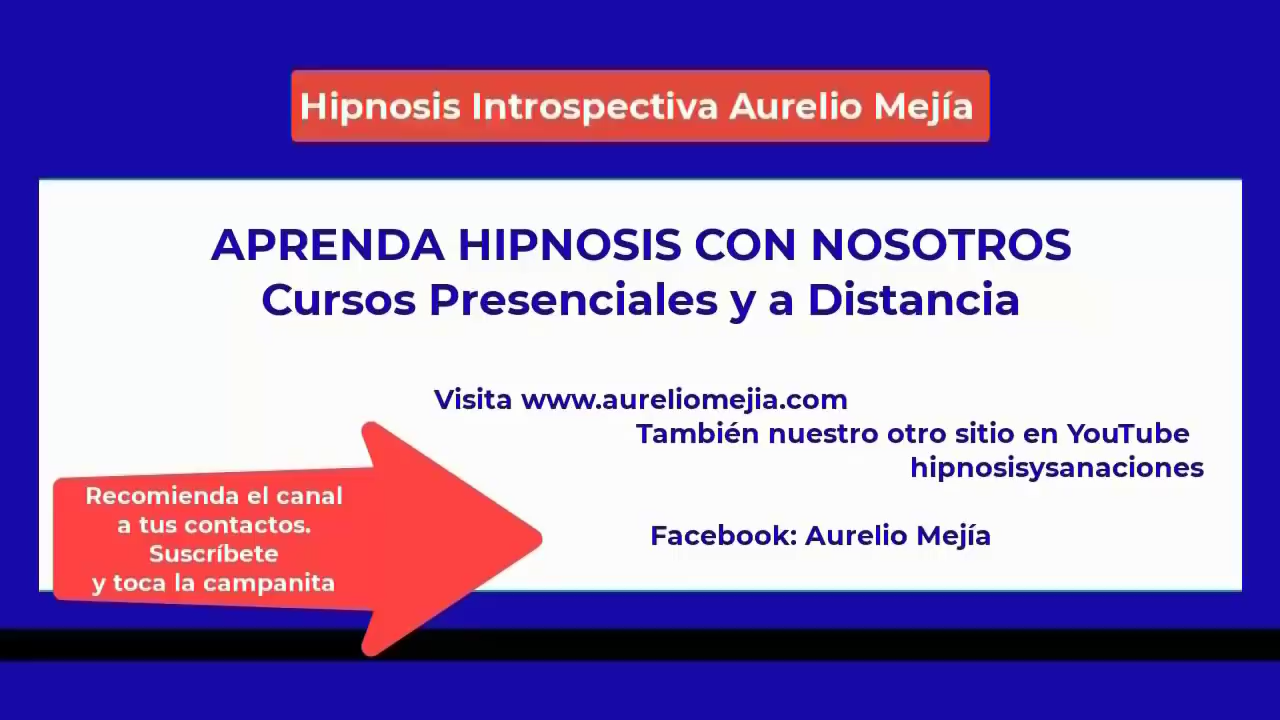 Hipnosis Introspectiva Aurelio Mejía
APRENDA HIPNOSIS CON NOSOTROS
Cursos Presenciales y a Distancia
Visita www.aureliomejia.com
También nuestro otro sitio en YouTube
hipnosisysanaciones
Recomienda el canal
a tus contactos.
Suscríbete
y toca la campanita
Facebook: Aurelio Mejía